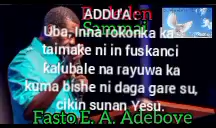 ADDU'A
Sammai
Uba, Inna rokonka ka
taimake ni in fuskanci
kalubale na rayuwa ka
kuma bishe ni daga gare su,
cikin sunan Yesu.
Fasto E. A. Adeboye